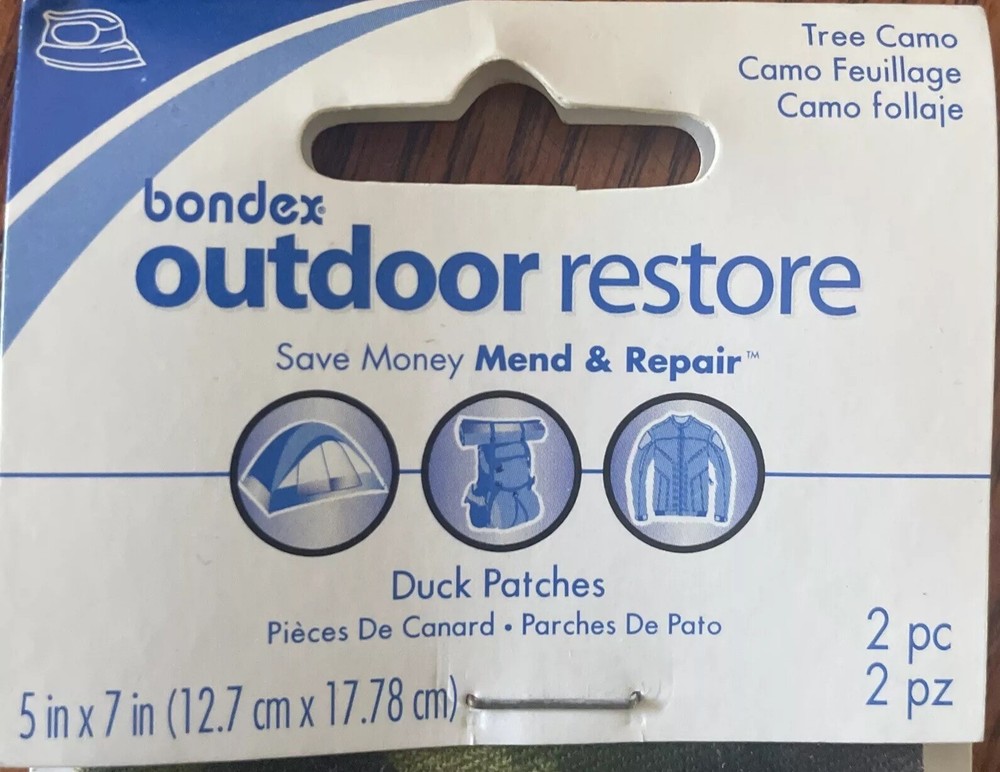 Tree Camo
Camo Feuillage
Camo follaje
bondex®
outdoor restore
Save Money Mend & Repair™
Duck Patches
Pièces De Canard • Parches De Pato
2 pc
2 pz
5 in x 7 in (12.7 cm x 17.78 cm)